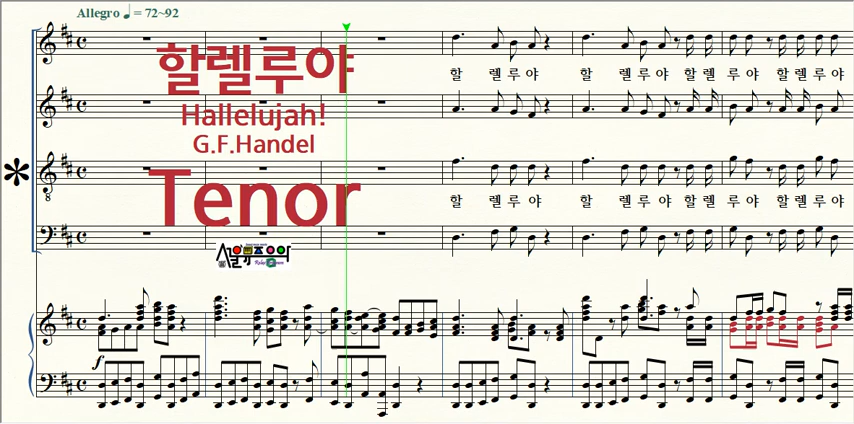 Allegro ♩ = 72~92
할렐루야
Hallelujah!
G.F.Handel
Tenor
할 렐 루 야 할 렐 루 야 할 렐 루 야 할 렐 루 야
할 렐 루 야 할 렐 루 야 할 렐 루 야 할 렐 루 야
f